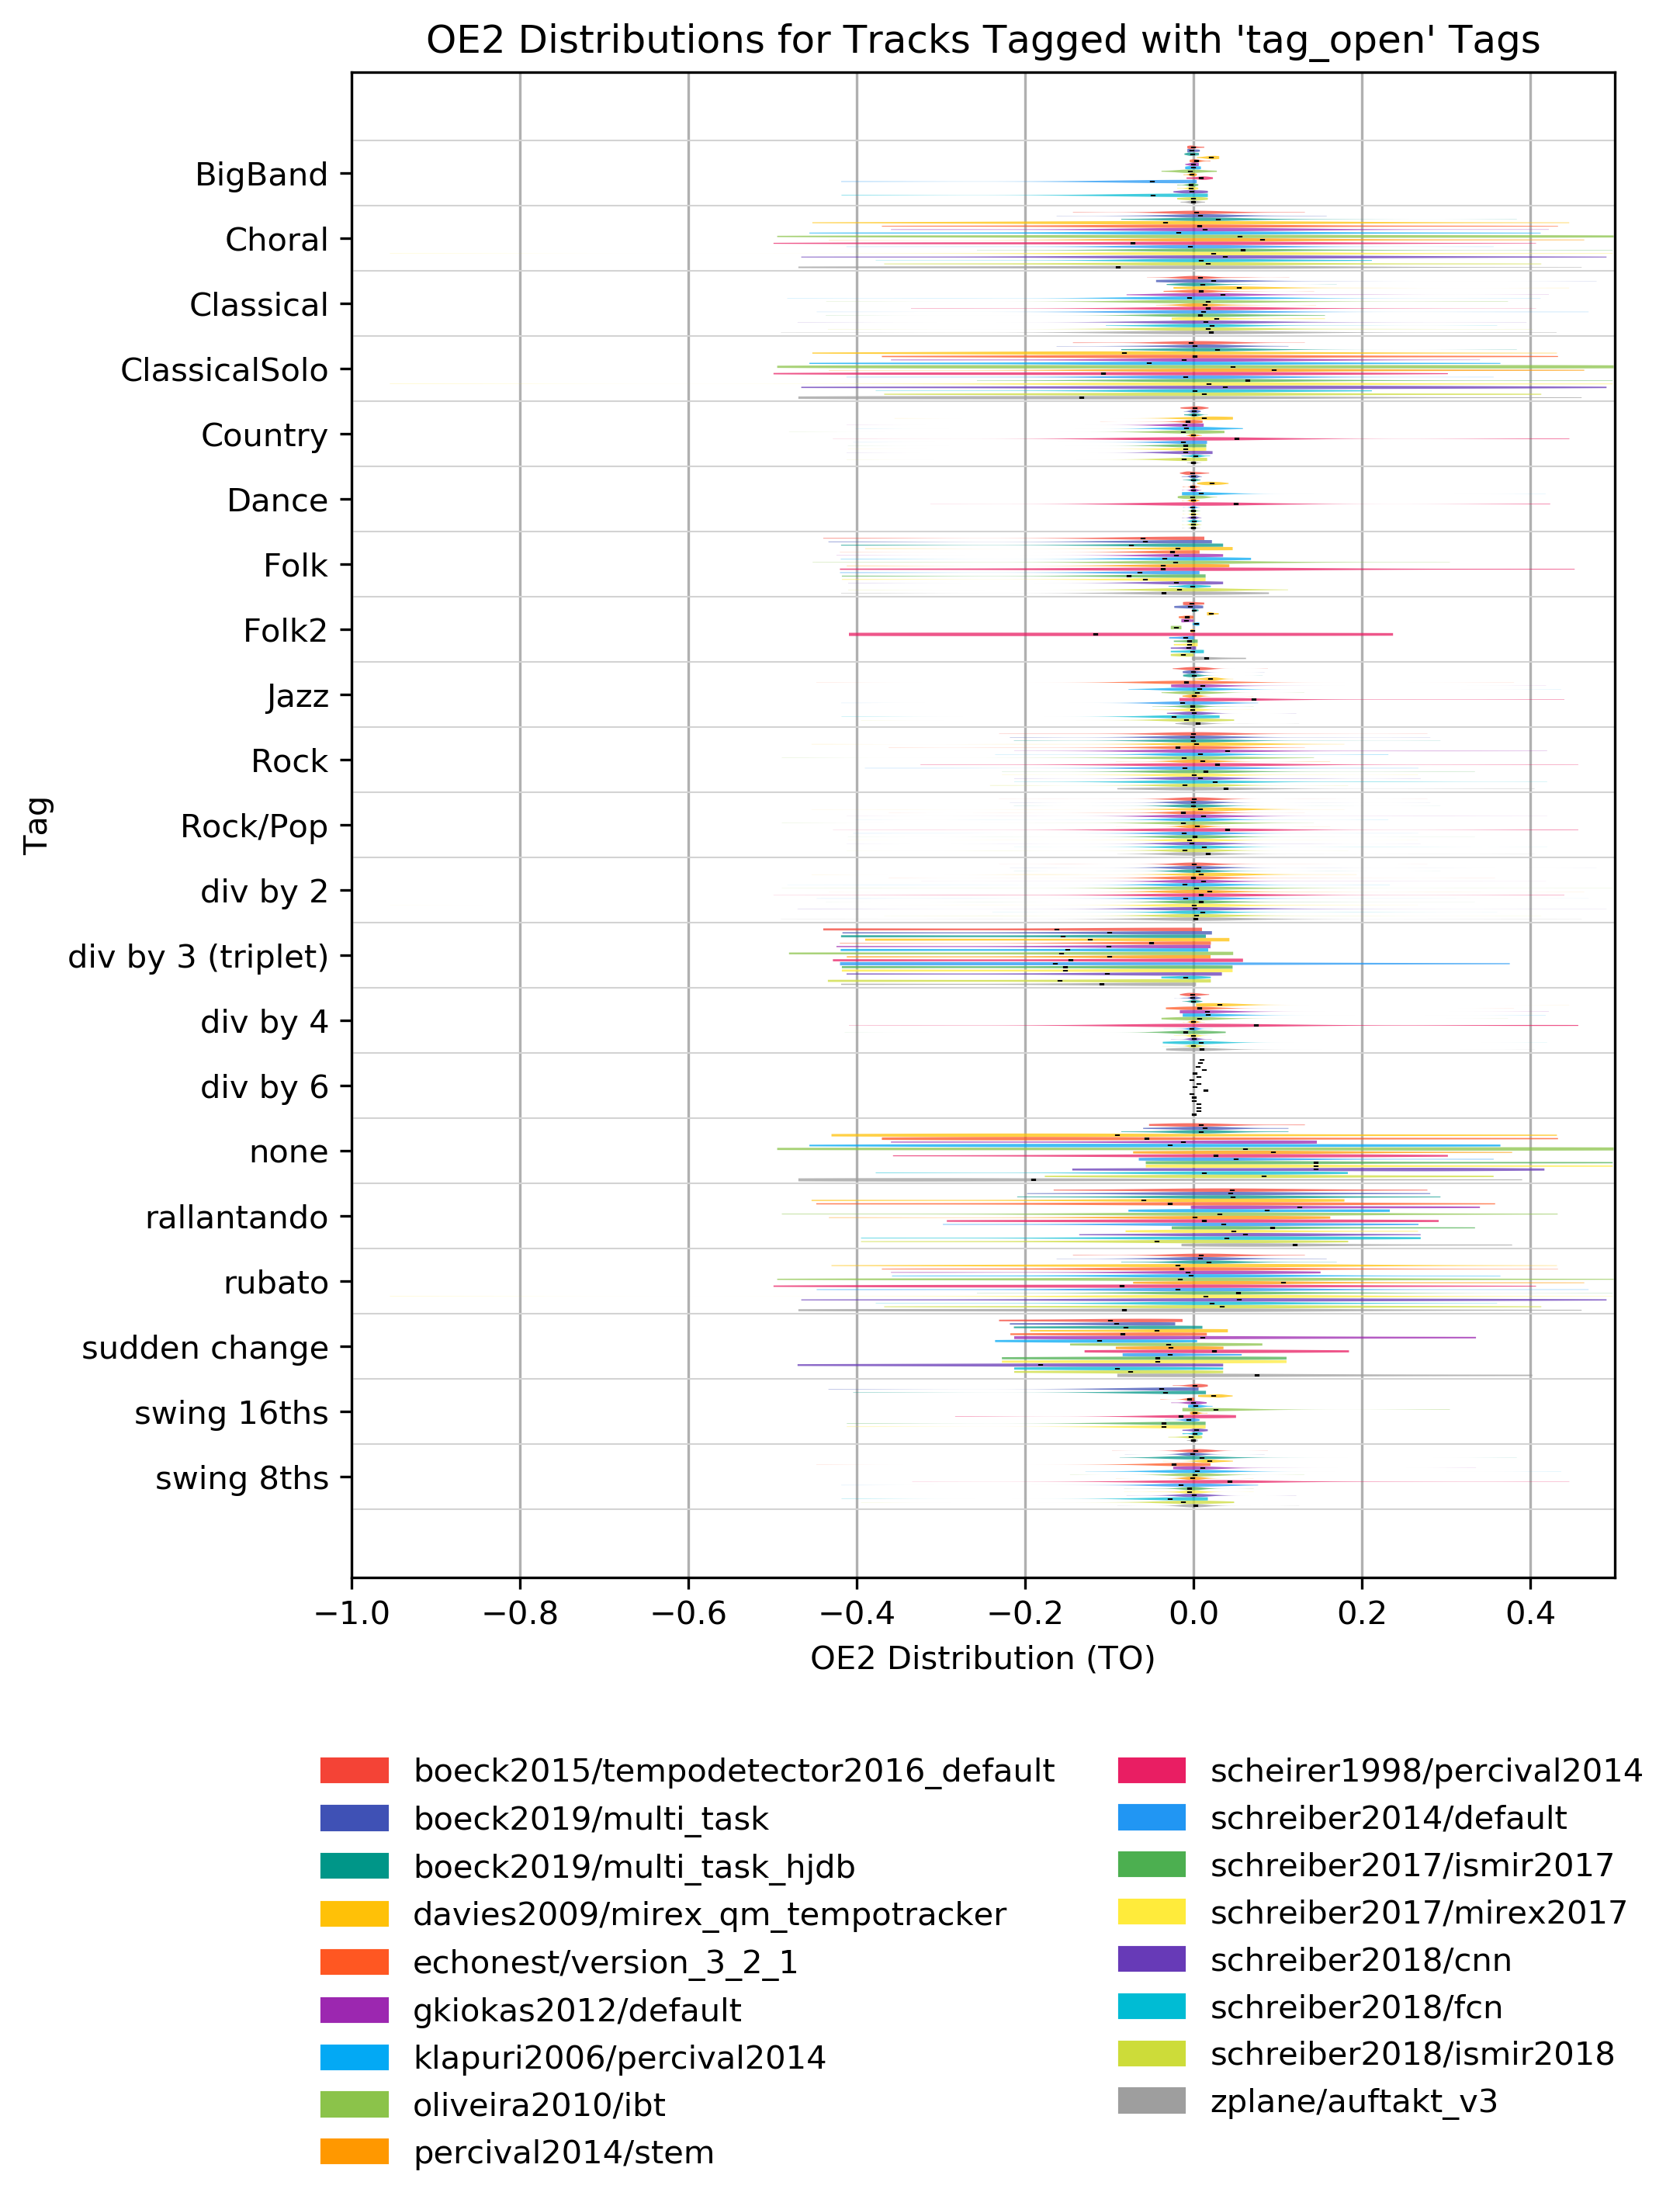 OE2 Distributions for Tracks Tagged with 'tag_open' Tags
Tag
BigBand
Choral
Classical
ClassicalSolo
Country
Dance
Folk
Folk2
Jazz
Rock
Rock/Pop
div by 2
div by 3 (triplet)
div by 4
div by 6
none
rallantando
rubato
sudden change
swing 16ths
swing 8ths
−1.0 −0.8 −0.6 −0.4 −0.2 0.0 0.2 0.4
OE2 Distribution (TO)
boeck2015/tempodetector2016_default
boeck2019/multi_task
boeck2019/multi_task_hjdb
davies2009/mirex_qm_tempotracker
echonest/version_3_2_1
gkiokas2012/default
klapuri2006/percival2014
oliveira2010/ibt
percival2014/stem
scheirer1998/percival2014
schreiber2014/default
schreiber2017/ismir2017
schreiber2017/mirex2017
schreiber2018/cnn
schreiber2018/fcn
schreiber2018/ismir2018
zplane/auftakt_v3